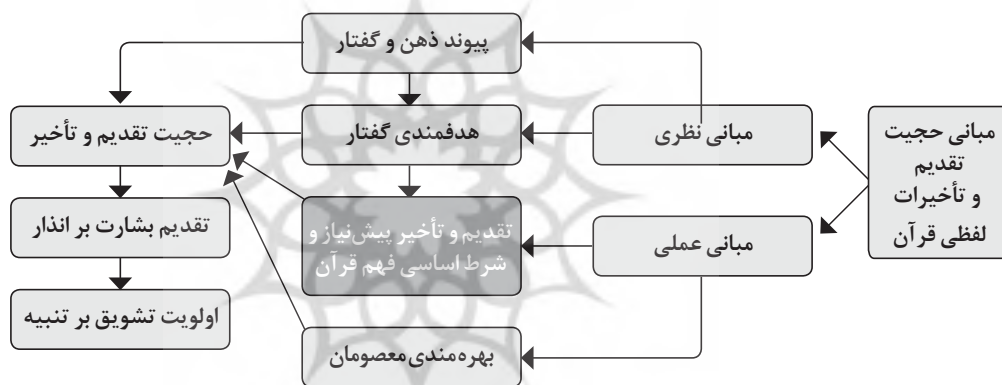 مبانی حجیت
تقدیم
و تأخیرات
لفظی قرآن
مبانی نظری
مبانی عملی
پیوند ذهن و گفتار
هدفمندی گفتار
تقدیم و تأخیر پیش‌نیاز و
شرط اساسی فهم قرآن
بهره‌مندی معصومان
حجیت تقدیم و تأخیر
تقدیم بشارت بر انذار
اولویت تشویق بر تنبیه